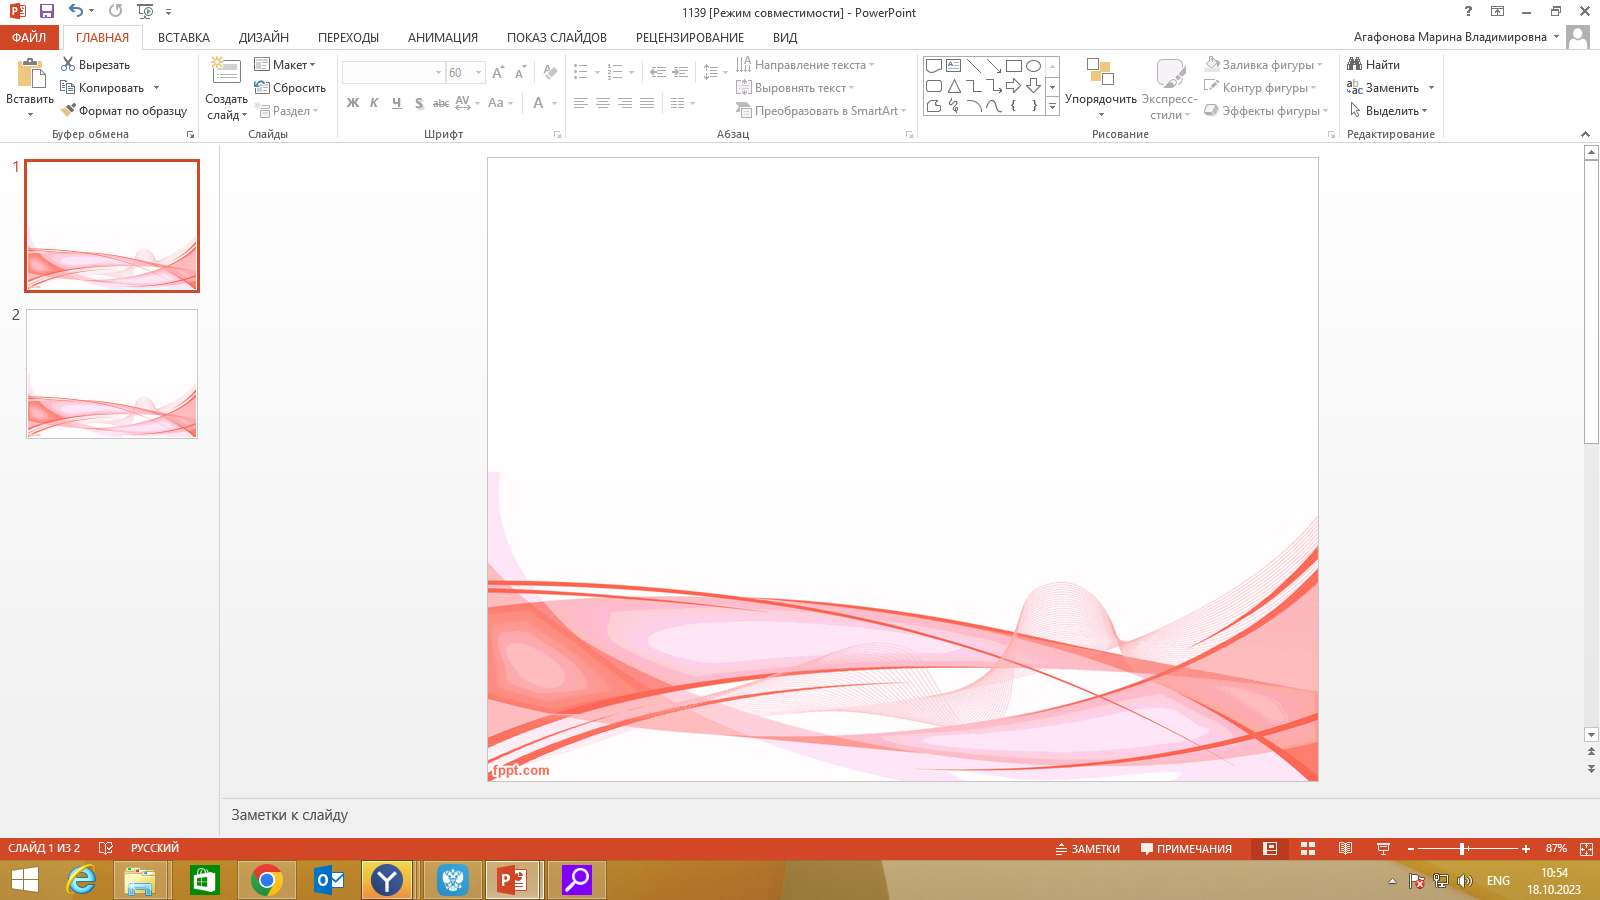 1139 [Режим совместимости] - PowerPoint
?
ФАЙЛ ГЛАВНАЯ ВСТАВКА ДИЗАЙН ПЕРЕХОДЫ АНИМАЦИЯ ПОКАЗ СЛАЙДОВ РЕЦЕНЗИРОВАНИЕ ВИД Агафонова Марина Владимировна
Вставить
Вырезать
Копировать
Формат по образцу
Буфер обмена
Создать
слайд
Макет
Сбросить
Раздел
Слайды
60
Ж К Ч S abc AV Aa A
Шрифт
Направление текста
Выровнять текст
Преобразовать в SmartArt
Абзац
Упорядочить
Экспресс-
стили
Заливка фигуры
Контур фигуры
Эффекты фигуры
Рисование
Найти
Заменить
Выделить
Редактирование
1
2
fppt.com
Заметки к слайду
СЛАЙД 1 ИЗ 2 РУССКИЙ ЗАМЕТКИ ПРИМЕЧАНИЯ 87%
ENG
10:54
18.10.2023